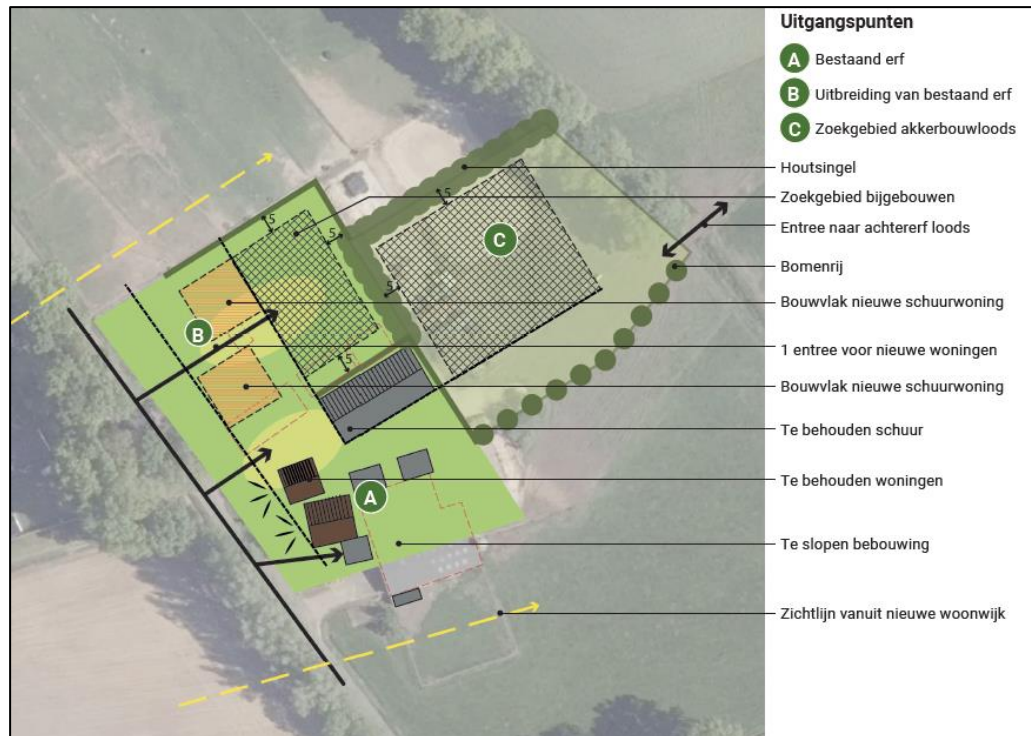 Uitgangspunten
A Bestaand erf
B Uitbreiding van bestaand erf
C Zoekgebied akkerbouwloods
Houtsingel
Zoekgebied bijgebouwen
Entree naar achtererf loods
Bomenrij
Bouwvlak nieuwe schuurwoning
1 entree voor nieuwe woningen
Bouwvlak nieuwe schuurwoning
Te behouden schuur
Te behouden woningen
Te slopen bebouwing
Zichtlijn vanuit nieuwe woonwijk
5
5
5
5
5
C
B
A